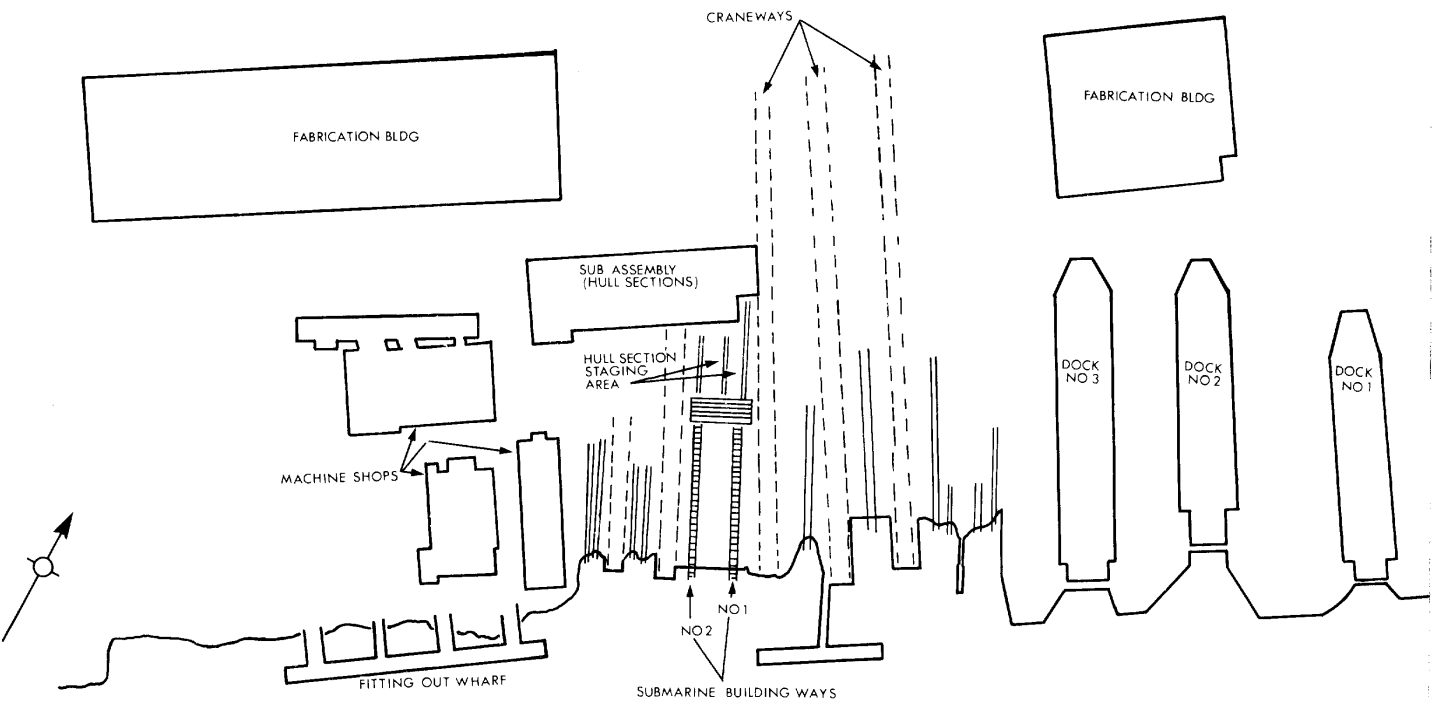 CRANEWAYS
FABRICATION BLDG
FABRICATION BLDG
SUB ASSEMBLY
(HULL SECTIONS)
HULL SECTION
STAGING
AREA
DOCK
NO 3
DOCK
NO 2
DOCK
NO 1
MACHINE SHOPS
NO 1
NO 2
FITTING OUT WHARF
SUBMARINE BUILDING WAYS